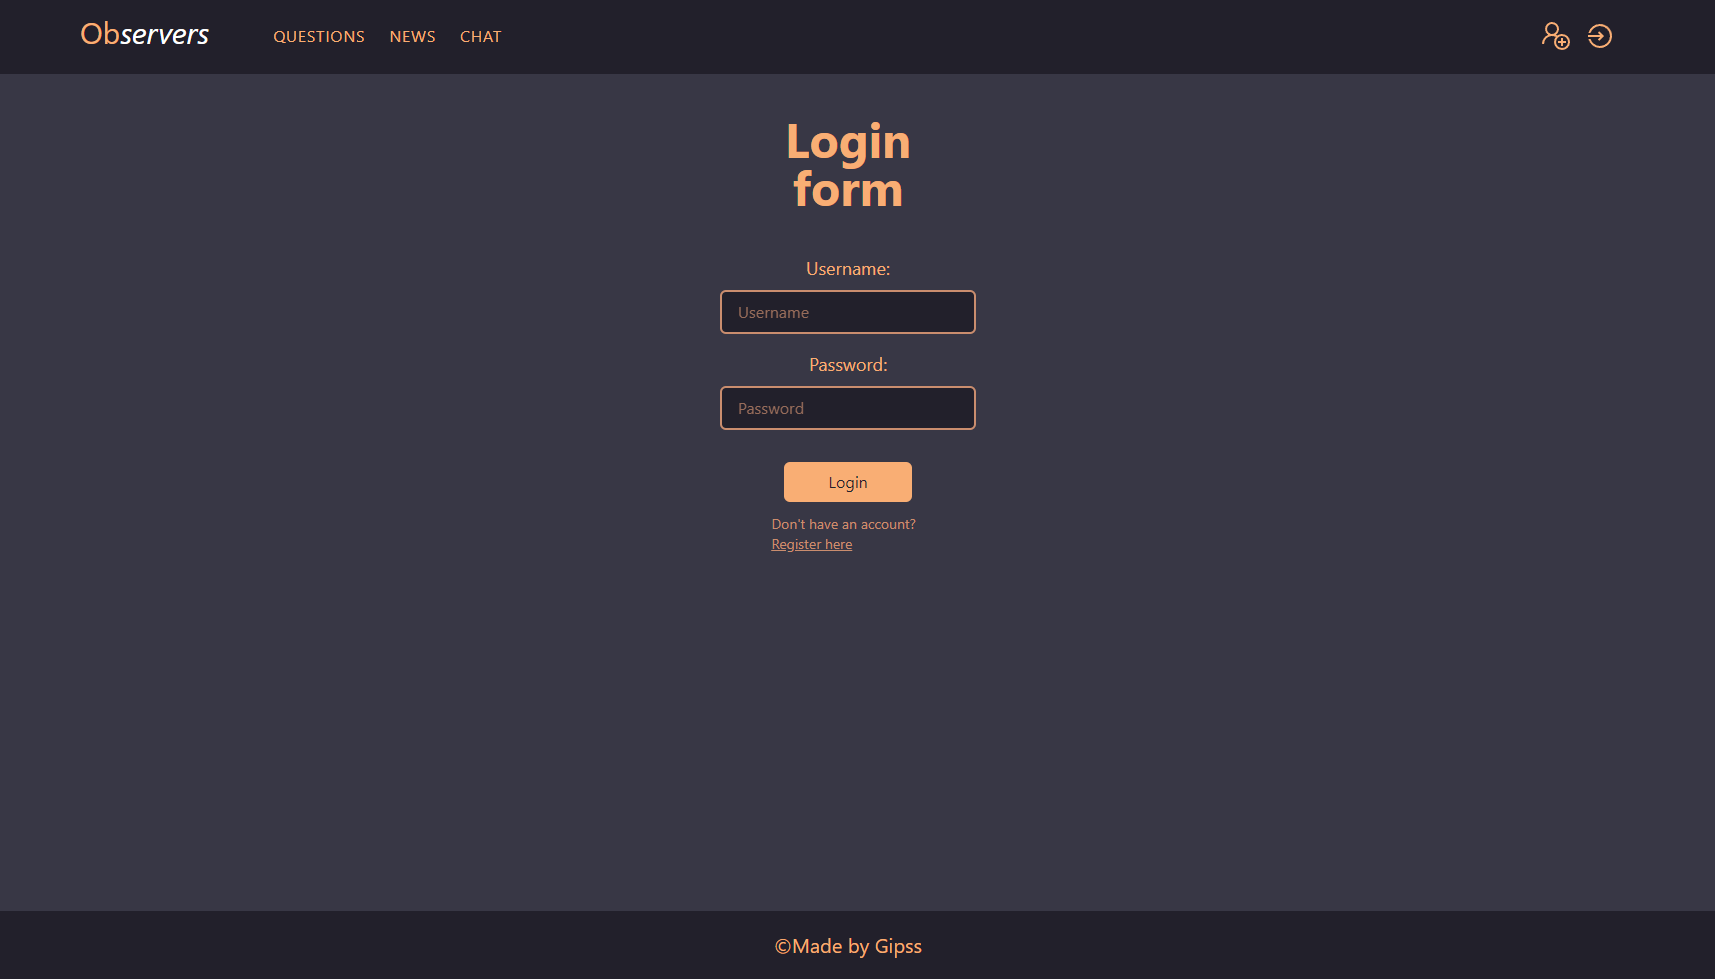 Observers QUESTIONS NEWS CHAT
Login
form
Username:
Username
Password:
Password
Login
Don't have an account?
Register here
©Made by Gipss